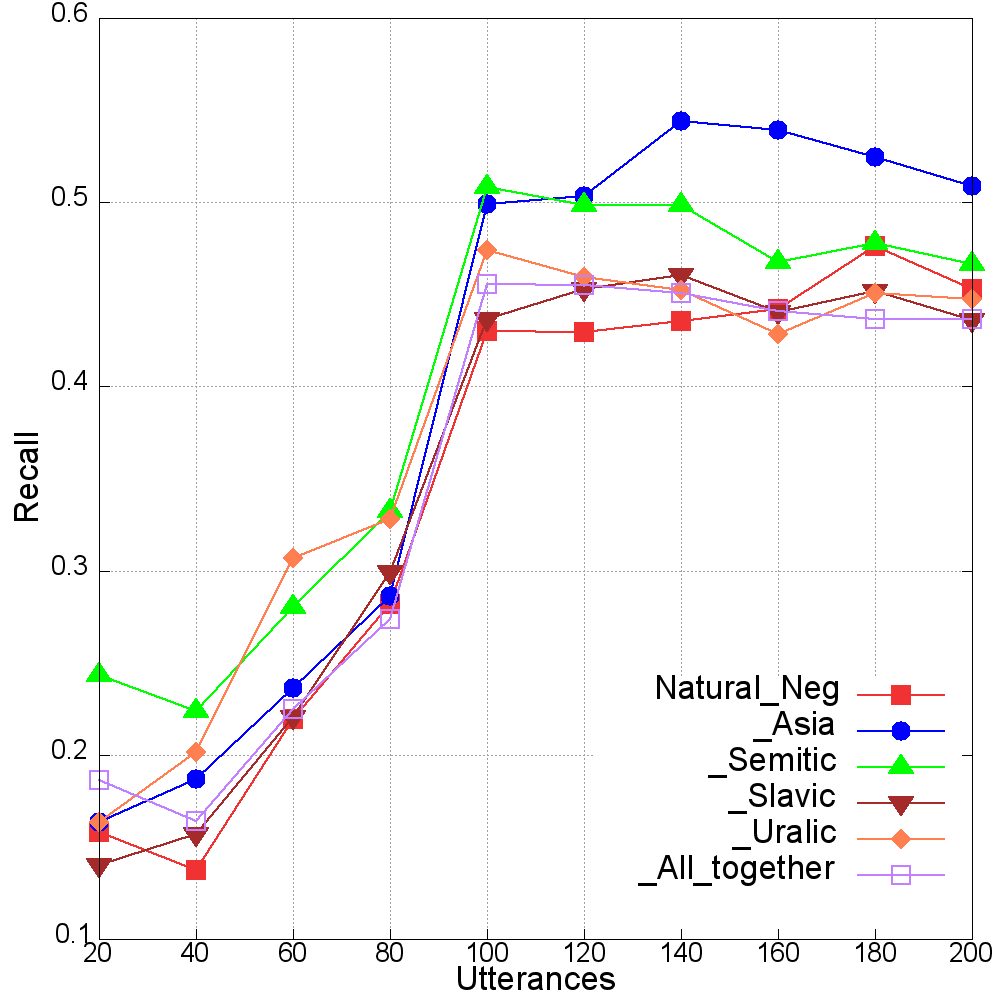 0.6
0.5
0.4
0.3
0.2
0.1
Recall
20 40 60 80 100 120 140 160 180 200
Utterances
Natural_Neg
_Asia
_Semitic
_Slavic
_Uralic
_All_together